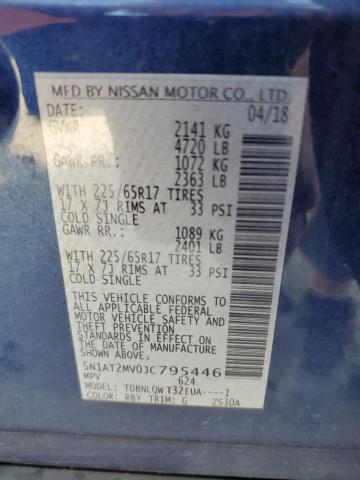 MFD BY NISSAN MOTOR CO., LTD.
DATE: 04/18
GVWR 2141 KG
4720 LB
GAWR FR.: 1072 KG
2363 LB
WITH 225/65R17 TIRES
17 X 7J RIMS AT 33 PSI
COLD SINGLE
GAWR RR.: 1089 KG
2401 LB
WITH 225/65R17 TIRES
17 X 7J RIMS AT 33 PSI
COLD SINGLE
THIS VEHICLE CONFORMS TO
ALL APPLICABLE FEDERAL
MOTOR VEHICLE SAFETY AND
THEFT PREVENTION
STANDARDS IN EFFECT ON THE
DATE OF MANUFACTURE SHOWN
ABOVE.
5N1AT2MV0JC795446
MPV 624
MODEL: TDBNLQWT32EUA----1
COLOR: RBY TRIM: G ZS30A